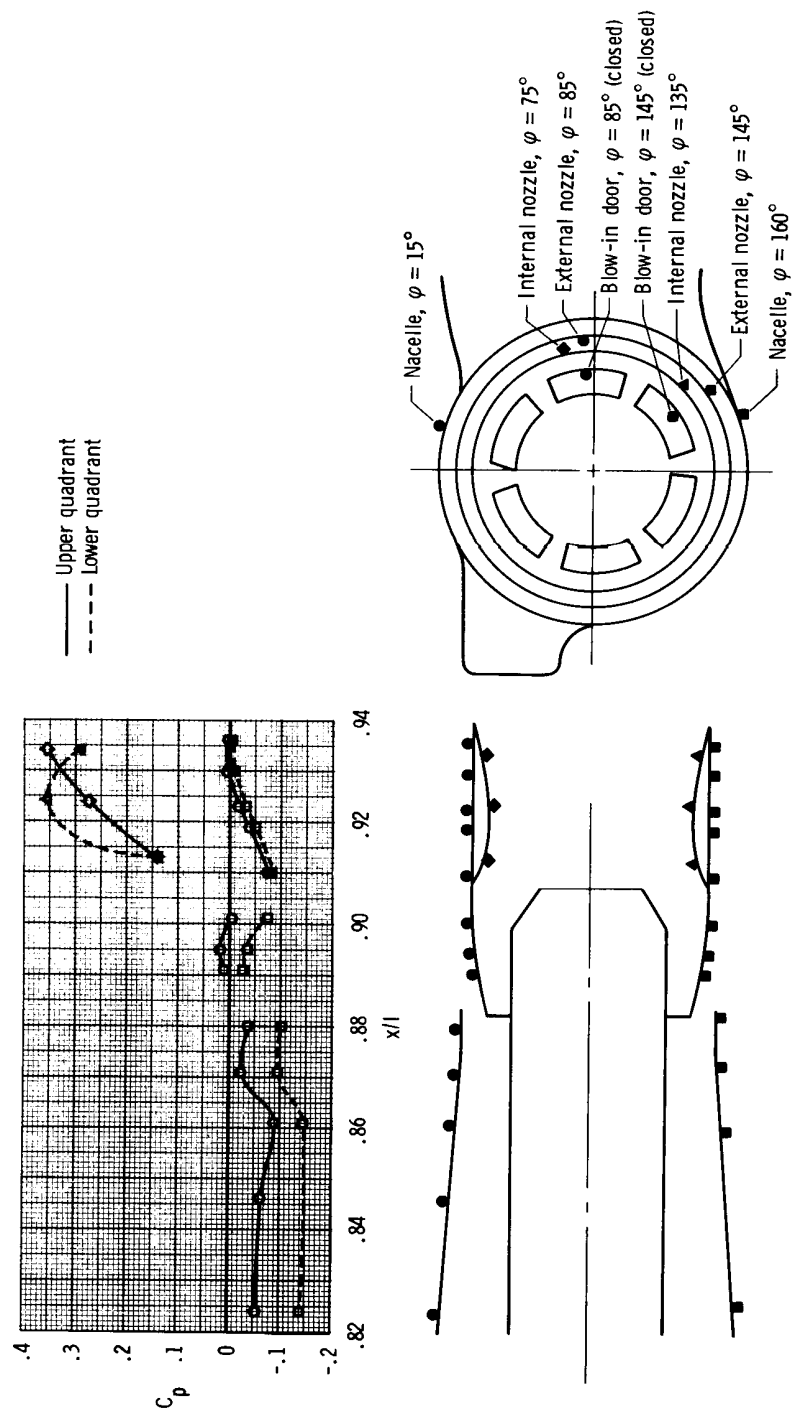 Upper quadrant
Lower quadrant
.4
.3
.2
.1
0
-.1
-.2
Cp
.82
.84
.86
.88
.90
.92
.94
x/l
Nacelle, φ = 15°
Internal nozzle, φ = 75°
External nozzle, φ = 85°
Blow-in door, φ = 85° (closed)
Blow-in door, φ = 145° (closed)
Internal nozzle, φ = 135°
External nozzle, φ = 145°
Nacelle, φ = 160°